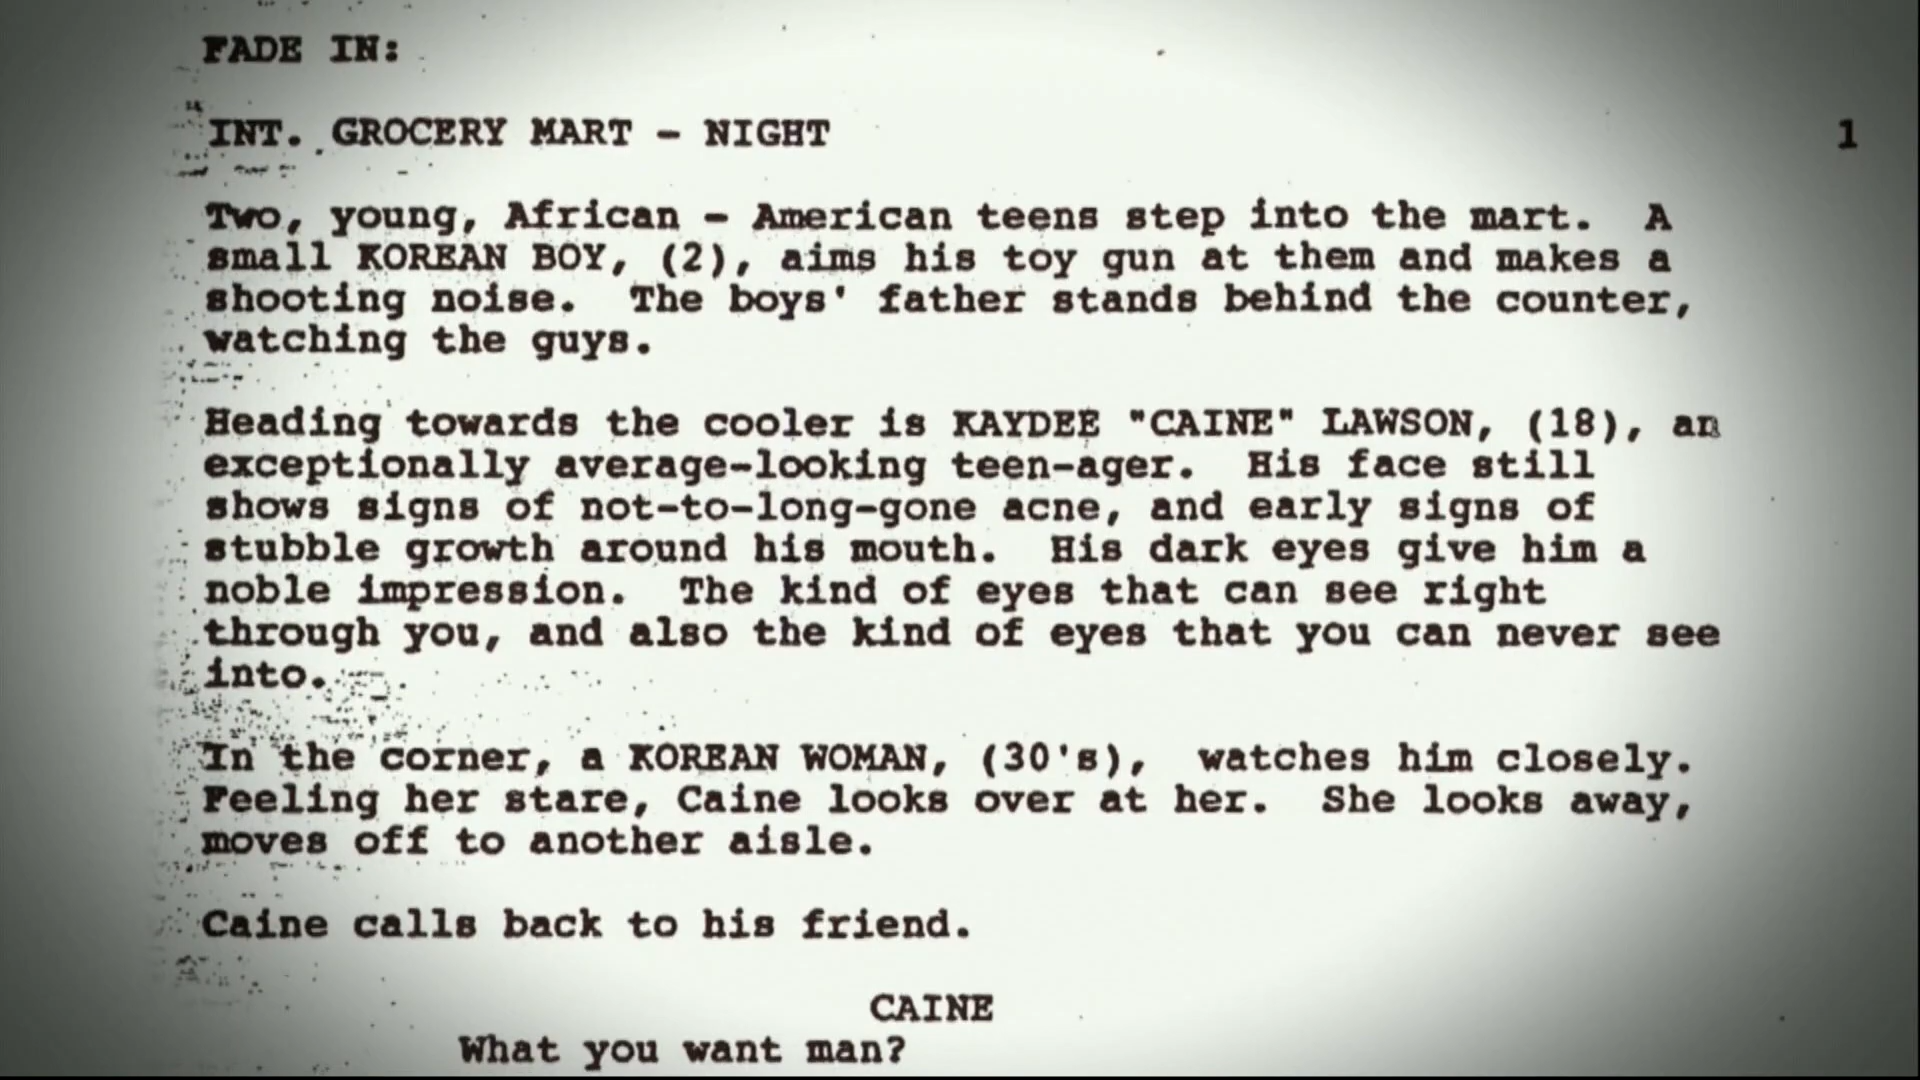 FADE IN:
INT. GROCERY MART - NIGHT 1
Two, young, African - American teens step into the mart. A
small KOREAN BOY, (2), aims his toy gun at them and makes a
shooting noise. The boys' father stands behind the counter,
watching the guys.
Heading towards the cooler is KAYDEE "CAINE" LAWSON, (18), an
exceptionally average-looking teen-ager. His face still
shows signs of not-to-long-gone acne, and early signs of
stubble growth around his mouth. His dark eyes give him a
noble impression. The kind of eyes that can see right
through you, and also the kind of eyes that you can never see
into.
In the corner, a KOREAN WOMAN, (30's), watches him closely.
Feeling her stare, Caine looks over at her. She looks away,
moves off to another aisle.
Caine calls back to his friend.
CAINE
What you want man?